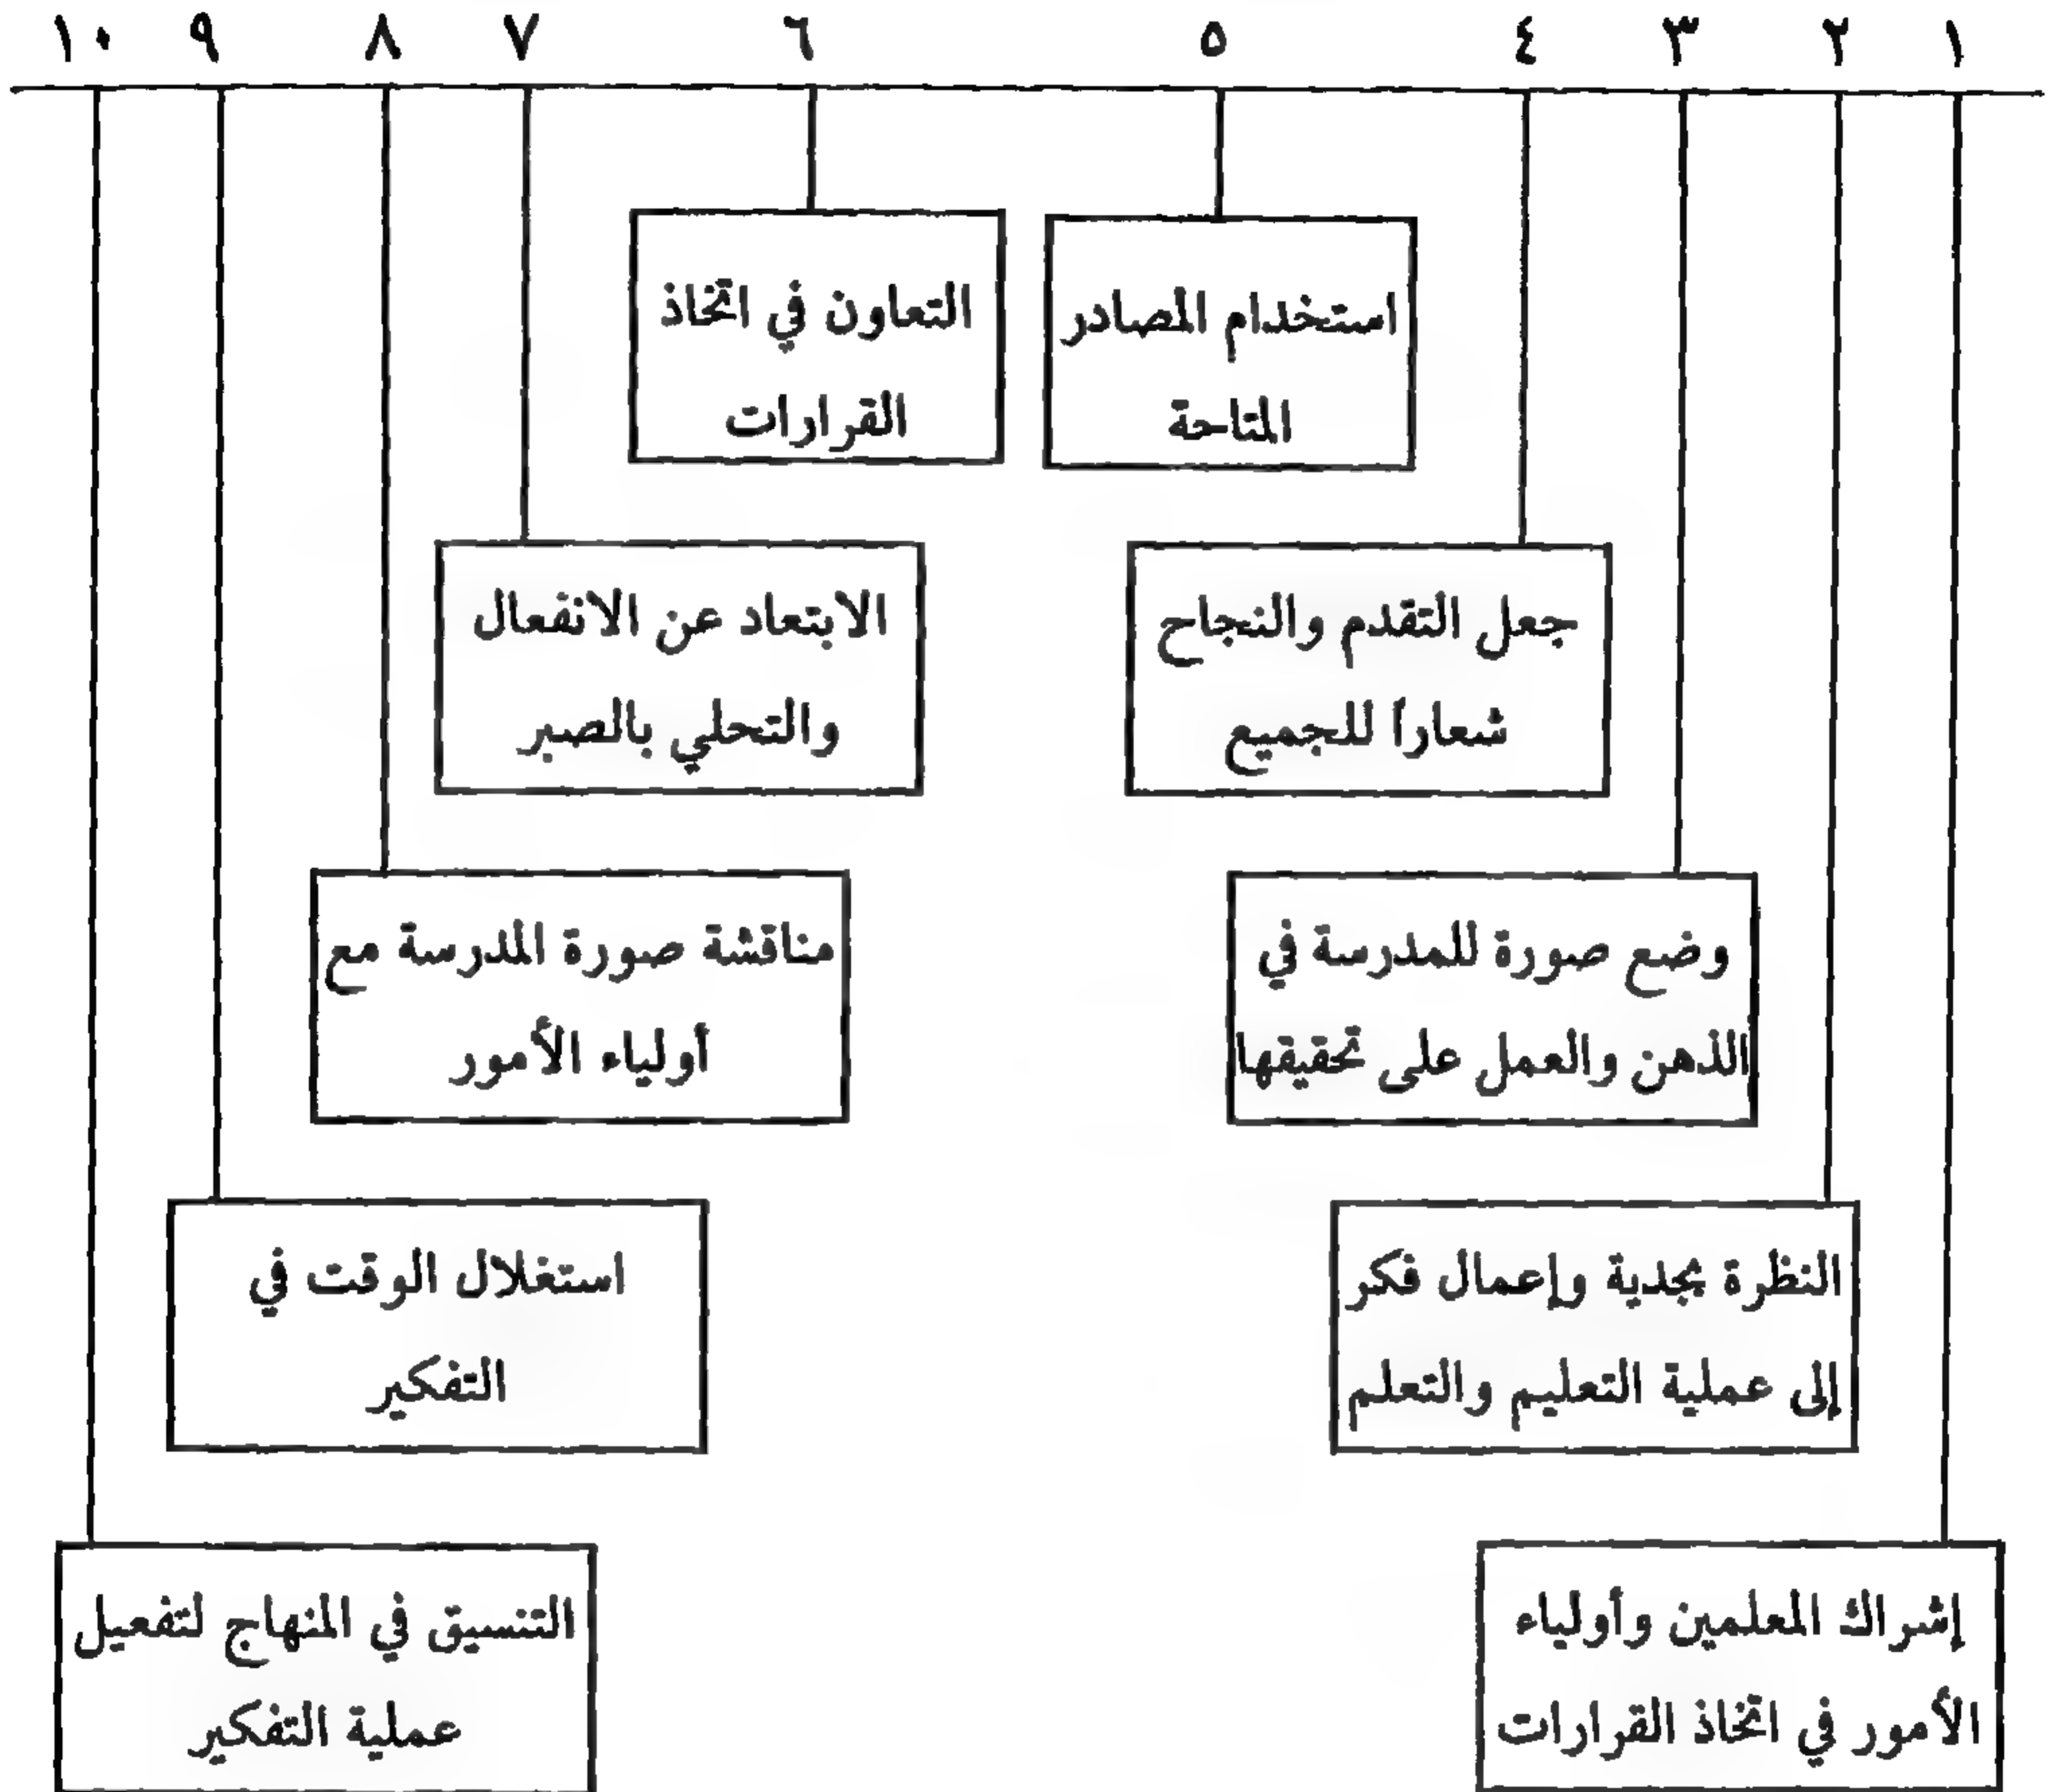 ١ ٢ ٣ ٤ ٥ ٦ ٧ ٨ ٩ ١٠
استخدام المصادر
المتاحة
التعاون في اتخاذ
القرارات
جعل التقدم والنجاح
شعاراً للجميع
الابتعاد عن الانفعال
والتحلي بالصبر
وضع صورة للمدرسة في
الذهن والعمل على تحقيقها
مناقشة صورة المدرسة مع
أولياء الأمور
النظرة بجدية وإعمال فكر
إلى عملية التعليم والتعلم
استغلال الوقت في
التفكير
إشراك المعلمين وأولياء
الأمور في اتخاذ القرارات
التنسيق في المنهاج لتفعيل
عملية التفكير